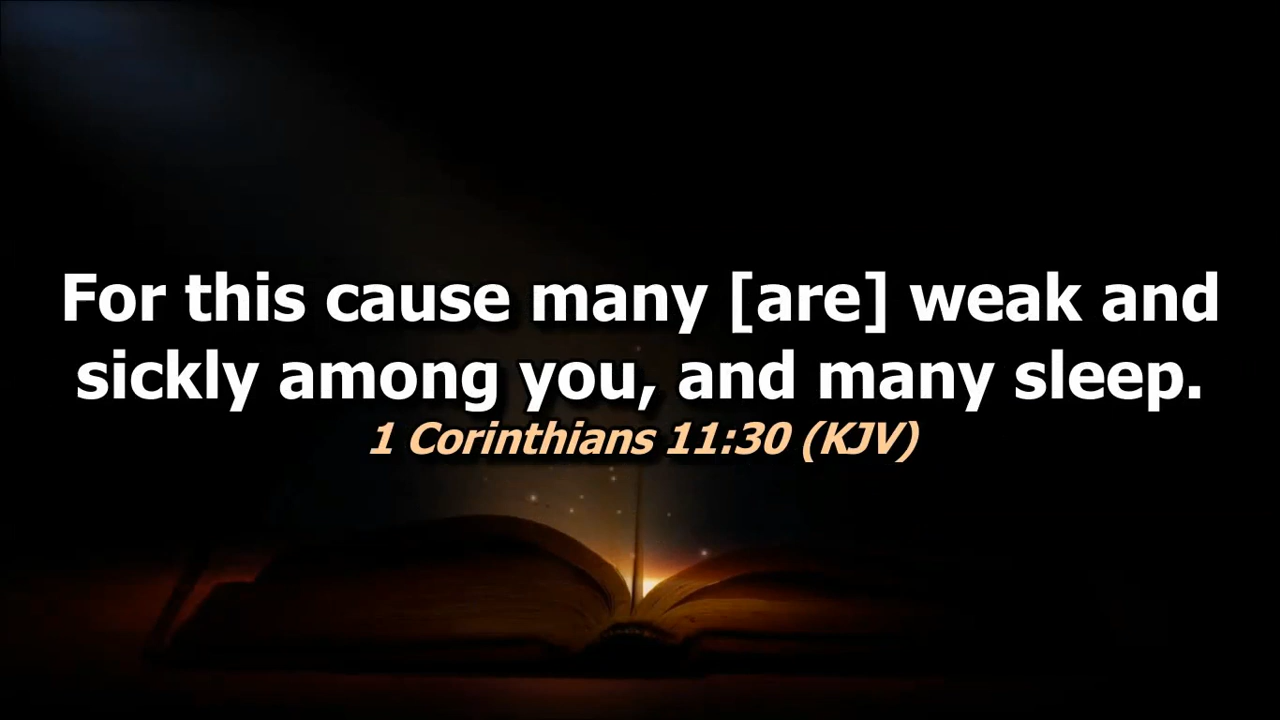 For this cause many [are] weak and
sickly among you, and many sleep.
1 Corinthians 11:30 (KJV)